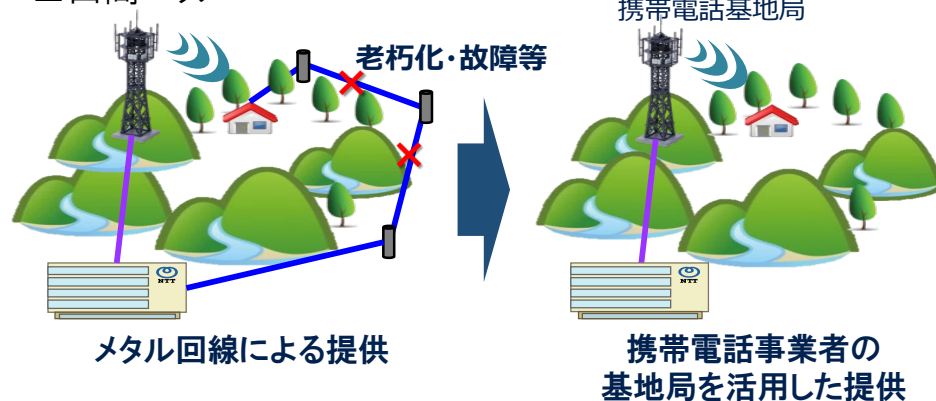 携帯電話基地局
老朽化・故障等
NTT
NTT
メタル回線による提供
携帯電話事業者の
基地局を活用した提供